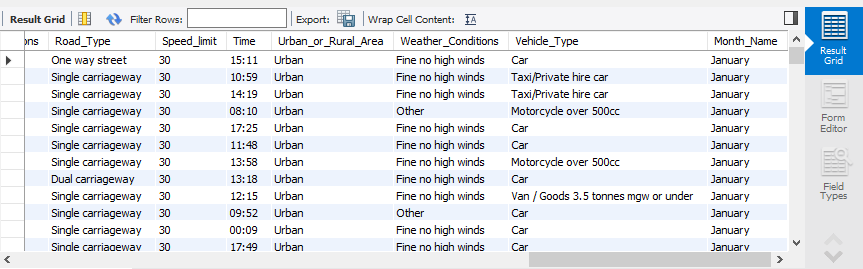 Result Grid Filter Rows: Export: Wrap Cell Content:
ons Road_Type Speed_limit Time Urban_or_Rural_Area Weather_Conditions Vehicle_Type Month_Name
One way street 30 15:11 Urban Fine no high winds Car January
Single carriageway 30 10:59 Urban Fine no high winds Taxi/Private hire car January
Single carriageway 30 14:19 Urban Fine no high winds Taxi/Private hire car January
Single carriageway 30 08:10 Urban Other Motorcycle over 500cc January
Single carriageway 30 17:25 Urban Fine no high winds Car January
Single carriageway 30 11:48 Urban Fine no high winds Car January
Single carriageway 30 13:58 Urban Fine no high winds Motorcycle over 500cc January
Dual carriageway 30 13:18 Urban Fine no high winds Car January
Single carriageway 30 12:15 Urban Fine no high winds Van / Goods 3.5 tonnes mgw or under January
Single carriageway 30 09:52 Urban Other Car January
Single carriageway 30 00:09 Urban Fine no high winds Car January
Single carriageway 30 17:49 Urban Fine no high winds Car January
Result
Grid
Form
Editor
Field
Types